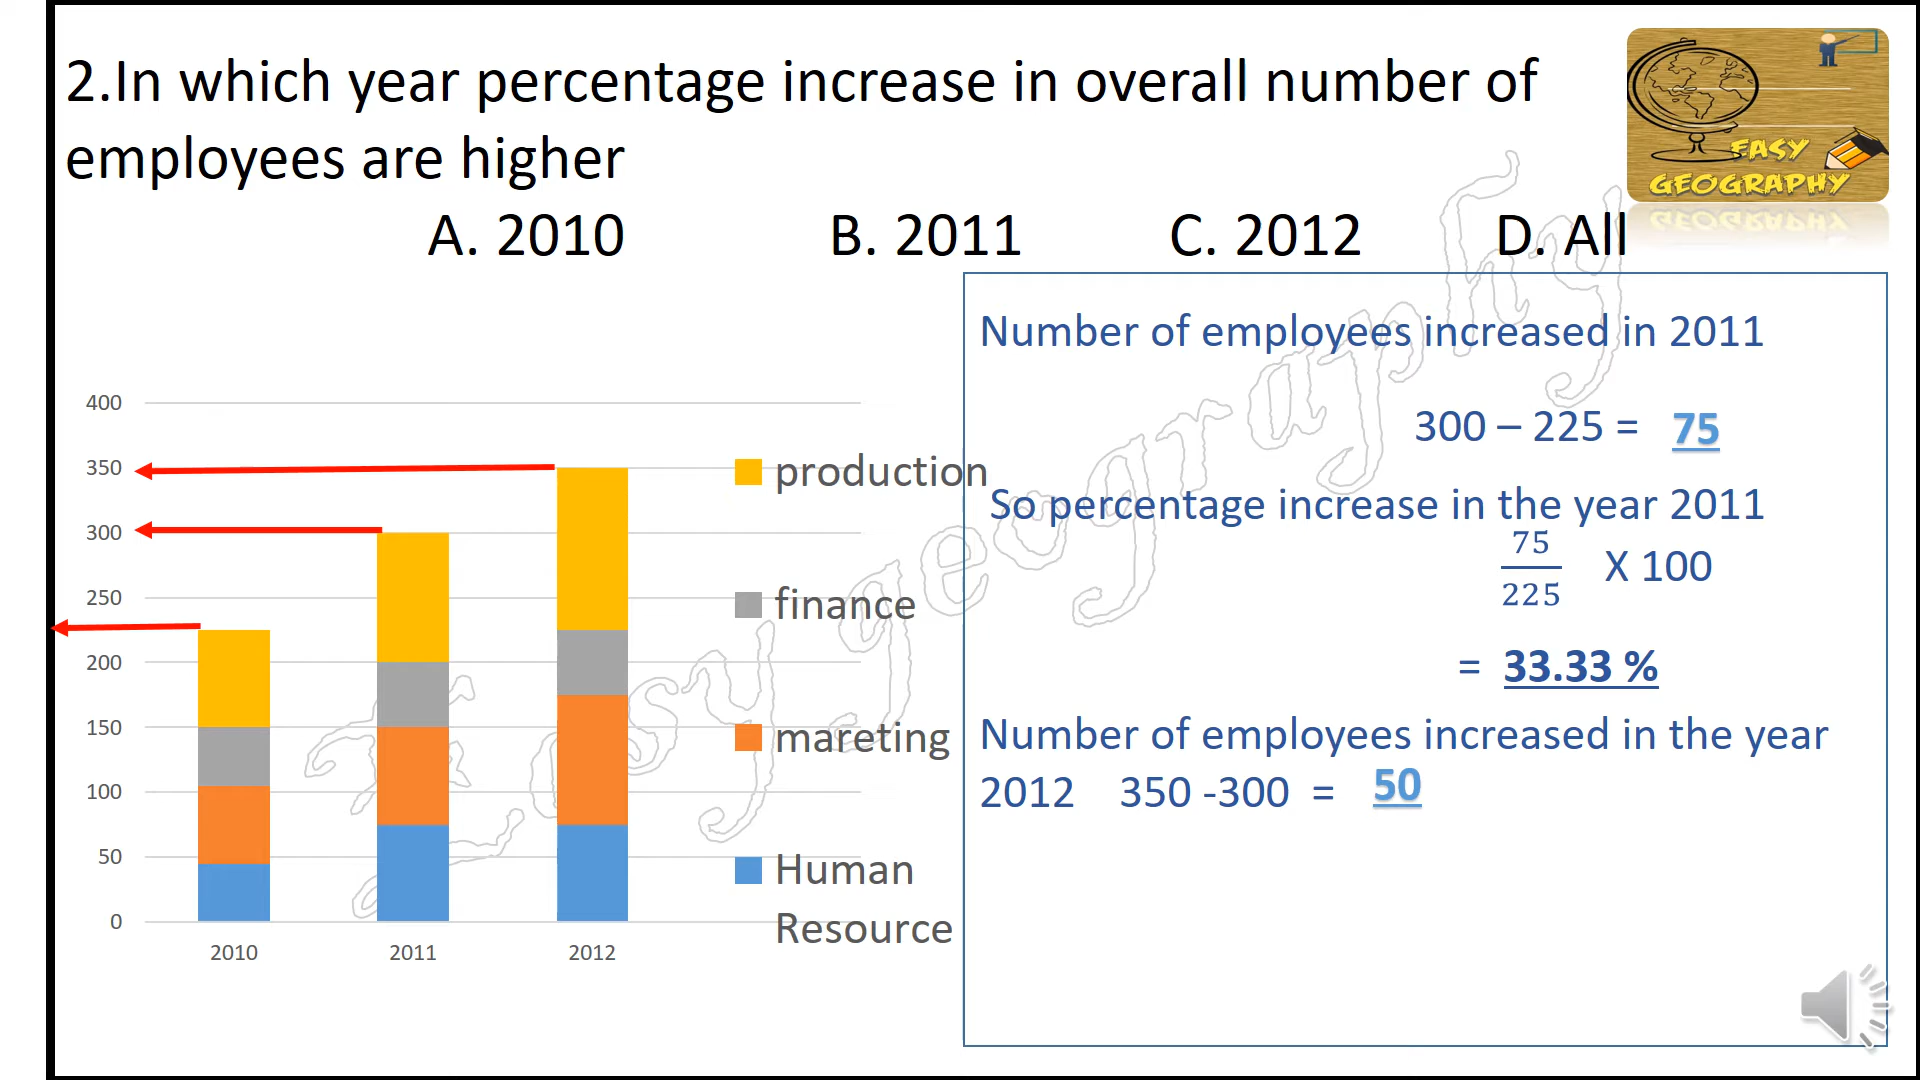 2.In which year percentage increase in overall number of
employees are higher
A. 2010 B. 2011 C. 2012 D. All
EASY
GEOGRAPHY
400
350
300
250
200
150
100
50
0
2010 2011 2012
production
finance
mareting
Human
Resource
Number of employees increased in 2011
300 – 225 = 75
So percentage increase in the year 2011
75
225
X 100
= 33.33 %
Number of employees increased in the year
2012 350 -300 = 50
Easy geography